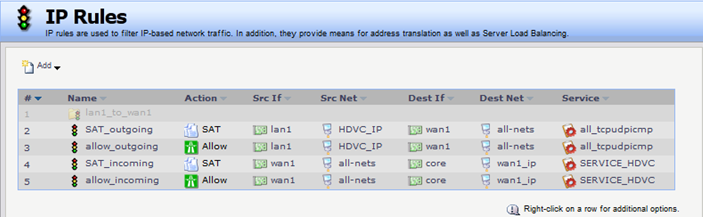 IP Rules
IP rules are used to filter IP-based network traffic. In addition, they provide means for address translation as well as Server Load Balancing.
Add
# Name Action Src If Src Net Dest If Dest Net Service
1 lan1_to_wan1
2 SAT_outgoing SAT lan1 HDVC_IP wan1 all-nets all_tcpudpicmp
3 allow_outgoing Allow lan1 HDVC_IP wan1 all-nets all_tcpudpicmp
4 SAT_incoming SAT wan1 all-nets core wan1_ip SERVICE_HDVC
5 allow_incoming Allow wan1 all-nets core wan1_ip SERVICE_HDVC
Right-click on a row for additional options.